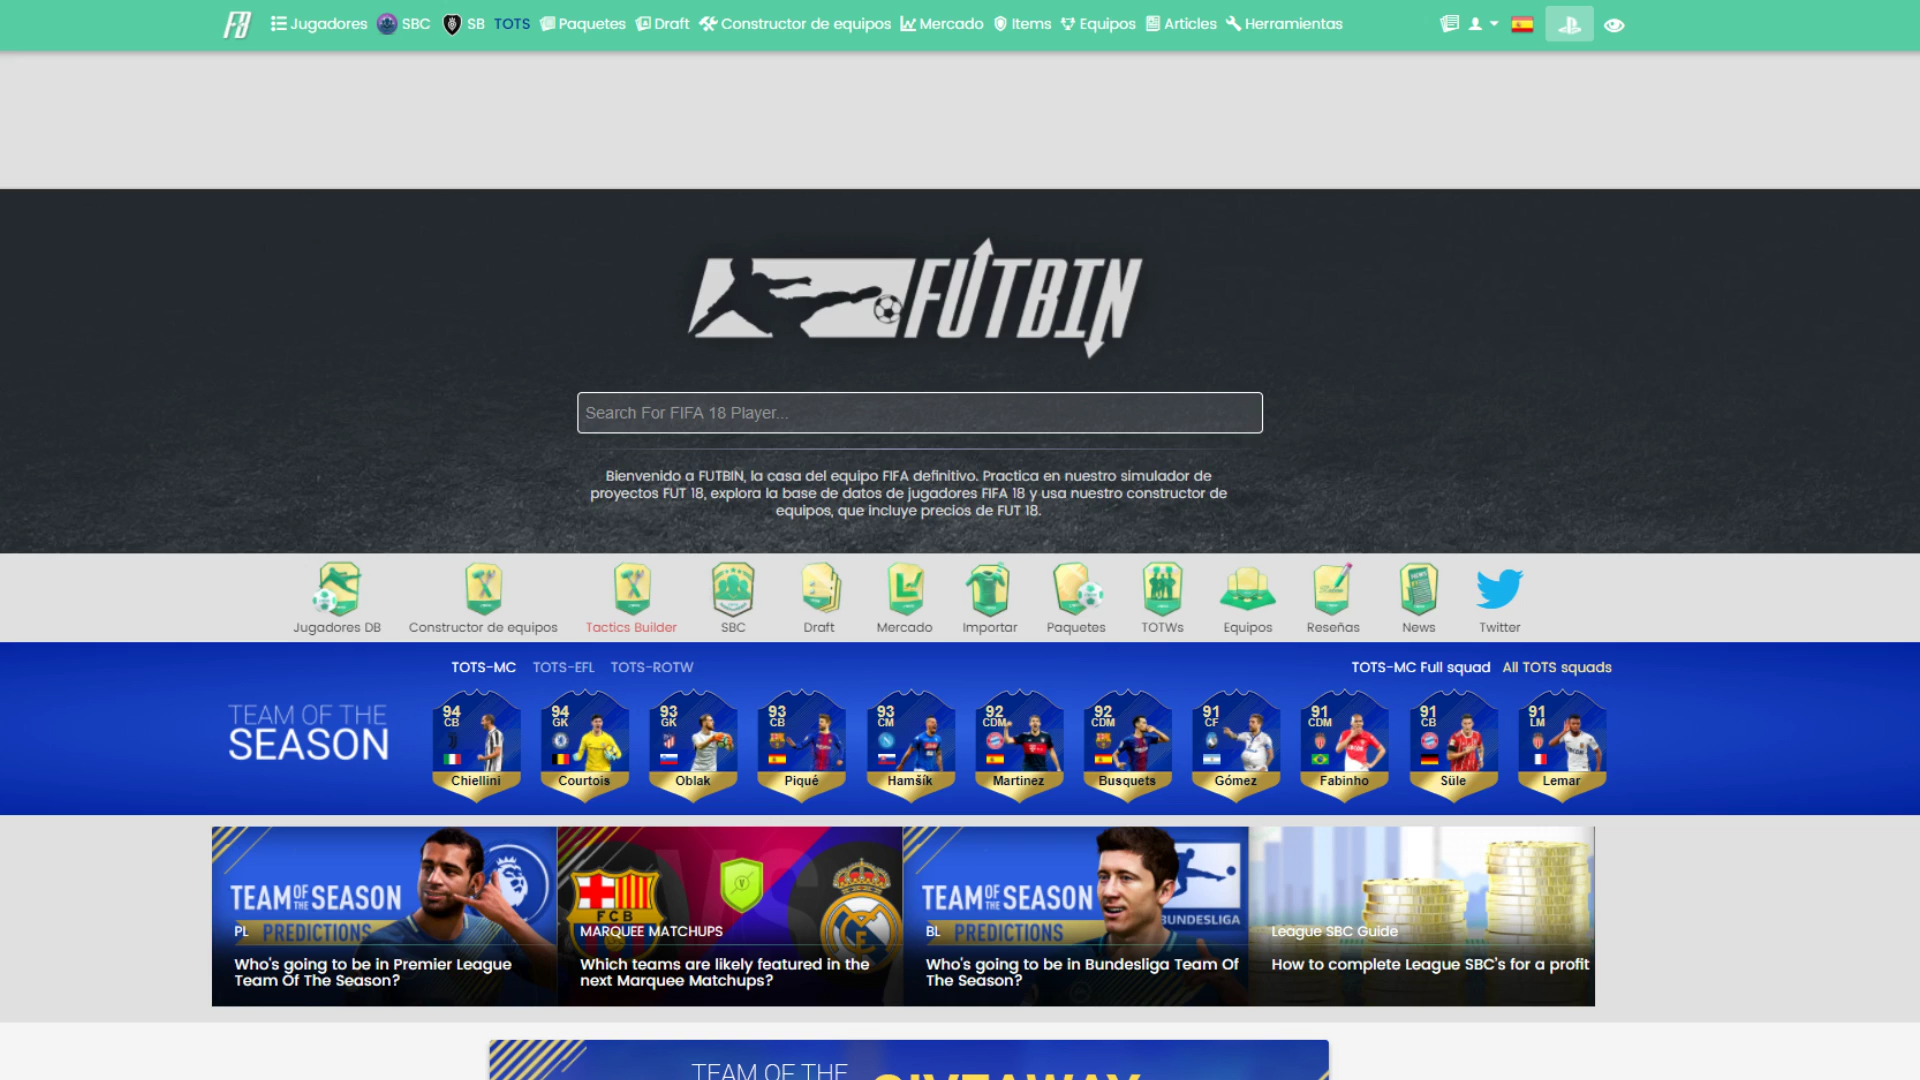 FB Jugadores SBC SB TOTS Paquetes Draft Constructor de equipos Mercado Items Equipos Articles Herramientas
FUTBIN
Search For FIFA 18 Player...
Bienvenido a FUTBIN, la casa del equipo FIFA definitivo. Practica en nuestro simulador de
proyectos FUT 18, explora la base de datos de jugadores FIFA 18 y usa nuestro constructor de
equipos, que incluye precios de FUT 18.
Jugadores DB Constructor de equipos Tactics Builder SBC Draft Mercado Importar Paquetes TOTWs Equipos Reseñas News Twitter
TOTS-MC TOTS-EFL TOTS-ROTW TOTS-MC Full squad All TOTS squads
TEAM OF THE
SEASON
94 94 93 93 93 92 92 91 91 91 91
CB GK GK CB CM CDM CDM CF CDM CB LM
Chiellini Courtois Oblak Piqué Hamšík Martinez Busquets Gómez Fabinho Süle Lemar
TEAM OF THE SEASON
PREDICTIONS
PL
Who's going to be in Premier League
Team Of The Season?
FCB
MARQUEE MATCHUPS
Which teams are likely featured in the
next Marquee Matchups?
TEAM OF THE SEASON
PREDICTIONS
BUNDESLIGA
BL
Who's going to be in Bundesliga Team Of
The Season?
League SBC Guide
How to complete League SBC's for a profit
TEAM OF THE
GIVEAWAY